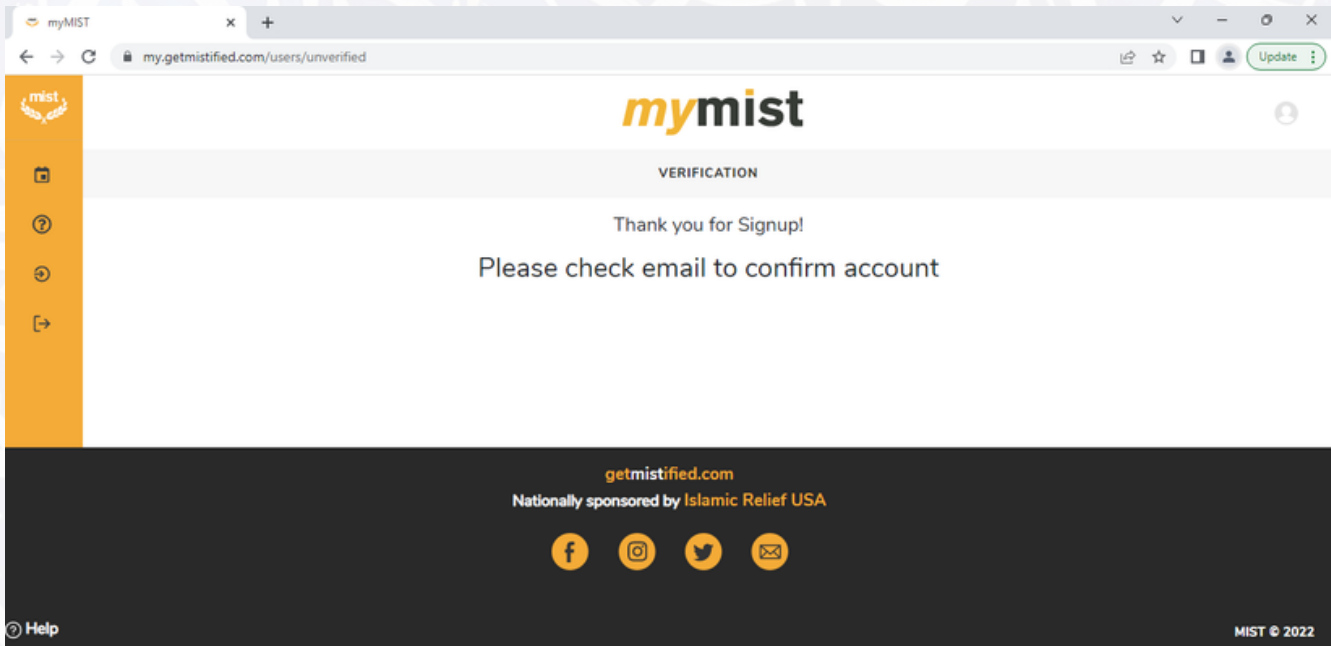 myMIST
my.getmistified.com/users/unverified
Update
mist
mymist
VERIFICATION
Thank you for Signup!
Please check email to confirm account
getmistified.com
Nationally sponsored by Islamic Relief USA
Help
MIST © 2022